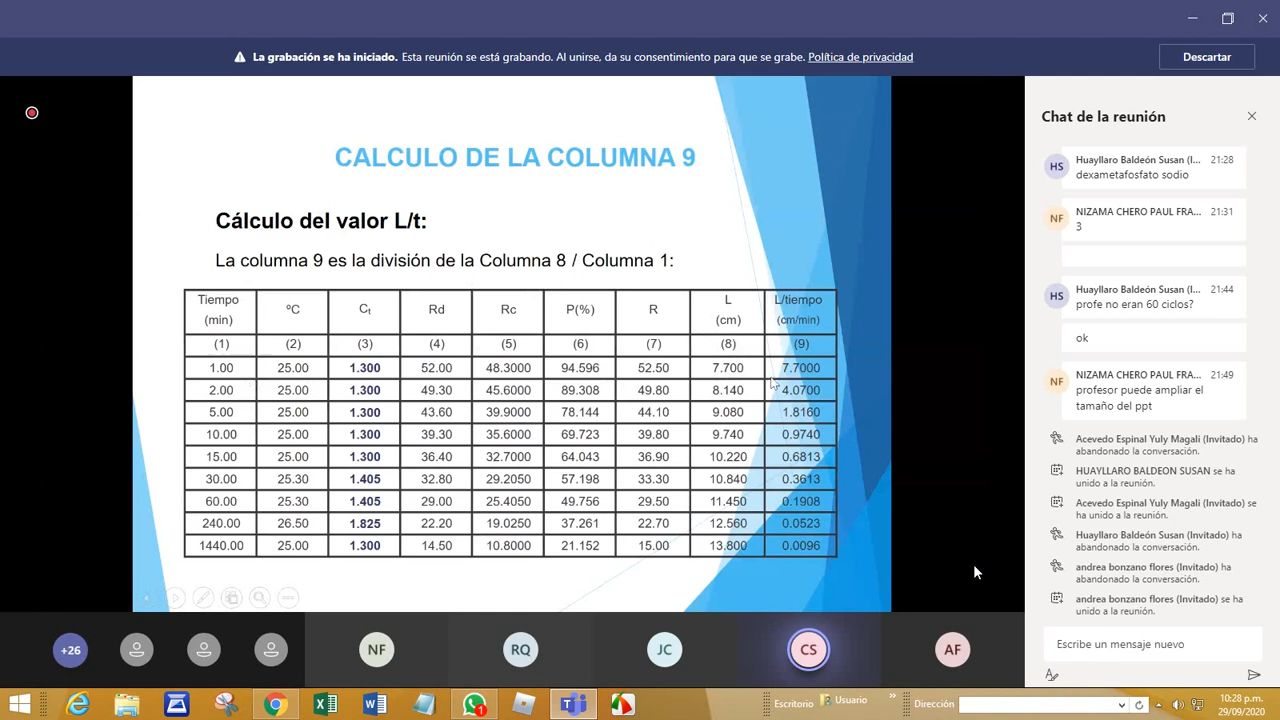 La grabación se ha iniciado. Esta reunión se está grabando. Al unirse, da su consentimiento para que se grabe. Política de privacidad
Descartar
CALCULO DE LA COLUMNA 9
Cálculo del valor L/t:
La columna 9 es la división de la Columna 8 / Columna 1:
Tiempo (min) ºC Ct Rd Rc P(%) R L (cm) L/tiempo (cm/min)
(1) (2) (3) (4) (5) (6) (7) (8) (9)
1.00 25.00 1.300 52.00 48.3000 94.596 52.50 7.700 7.7000
2.00 25.00 1.300 49.30 45.6000 89.308 49.80 8.140 4.0700
5.00 25.00 1.300 43.60 39.9000 78.144 44.10 9.080 1.8160
10.00 25.00 1.300 39.30 35.6000 69.723 39.80 9.740 0.9740
15.00 25.00 1.300 36.40 32.7000 64.043 36.90 10.220 0.6813
30.00 25.30 1.405 32.80 29.2050 57.198 33.30 10.840 0.3613
60.00 25.30 1.405 29.00 25.4050 49.756 29.50 11.450 0.1908
240.00 26.50 1.825 22.20 19.0250 37.261 22.70 12.560 0.0523
1440.00 25.00 1.300 14.50 10.8000 21.152 15.00 13.800 0.0096
Chat de la reunión
HS
Huayllaro Baldeón Susan (I... 21:28
dexametafosfato sodio
NF
NIZAMA CHERO PAUL FRA... 21:31
3
HS
Huayllaro Baldeón Susan (I... 21:44
profe no eran 60 ciclos?
ok
NF
NIZAMA CHERO PAUL FRA... 21:49
profesor puede ampliar el
tamaño del ppt
Acevedo Espinal Yuly Magali (Invitado) ha
abandonado la conversación.
HUAYLLARO BALDEON SUSAN se ha
unido a la reunión.
Acevedo Espinal Yuly Magali (Invitado) se
ha unido a la reunión.
Huayllaro Baldeón Susan (Invitado) ha
abandonado la conversación.
andrea bonzano flores (Invitado) ha
abandonado la conversación.
andrea bonzano flores (Invitado) se ha
unido a la reunión.
Escribe un mensaje nuevo
+26 NF RQ JC CS AF
Escritorio Usuario » Dirección
10:28 p.m.
29/09/2020